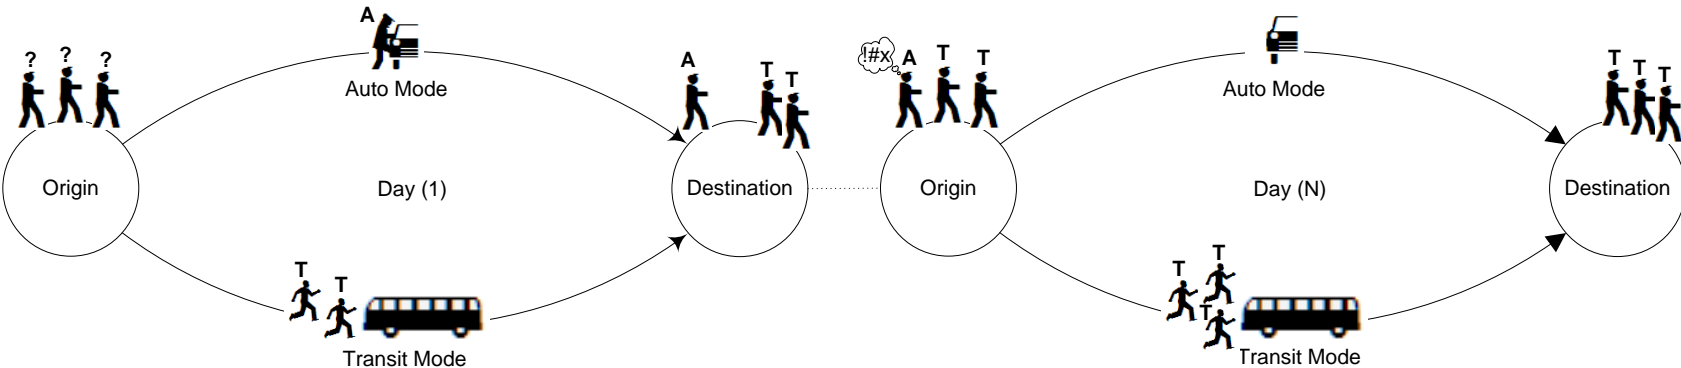 A
? ? ?
Auto Mode
A T T
Origin
Day (1)
Destination
T T
Transit Mode
!#x A T T
Auto Mode
T T T
Origin
Day (N)
Destination
T T T
Transit Mode